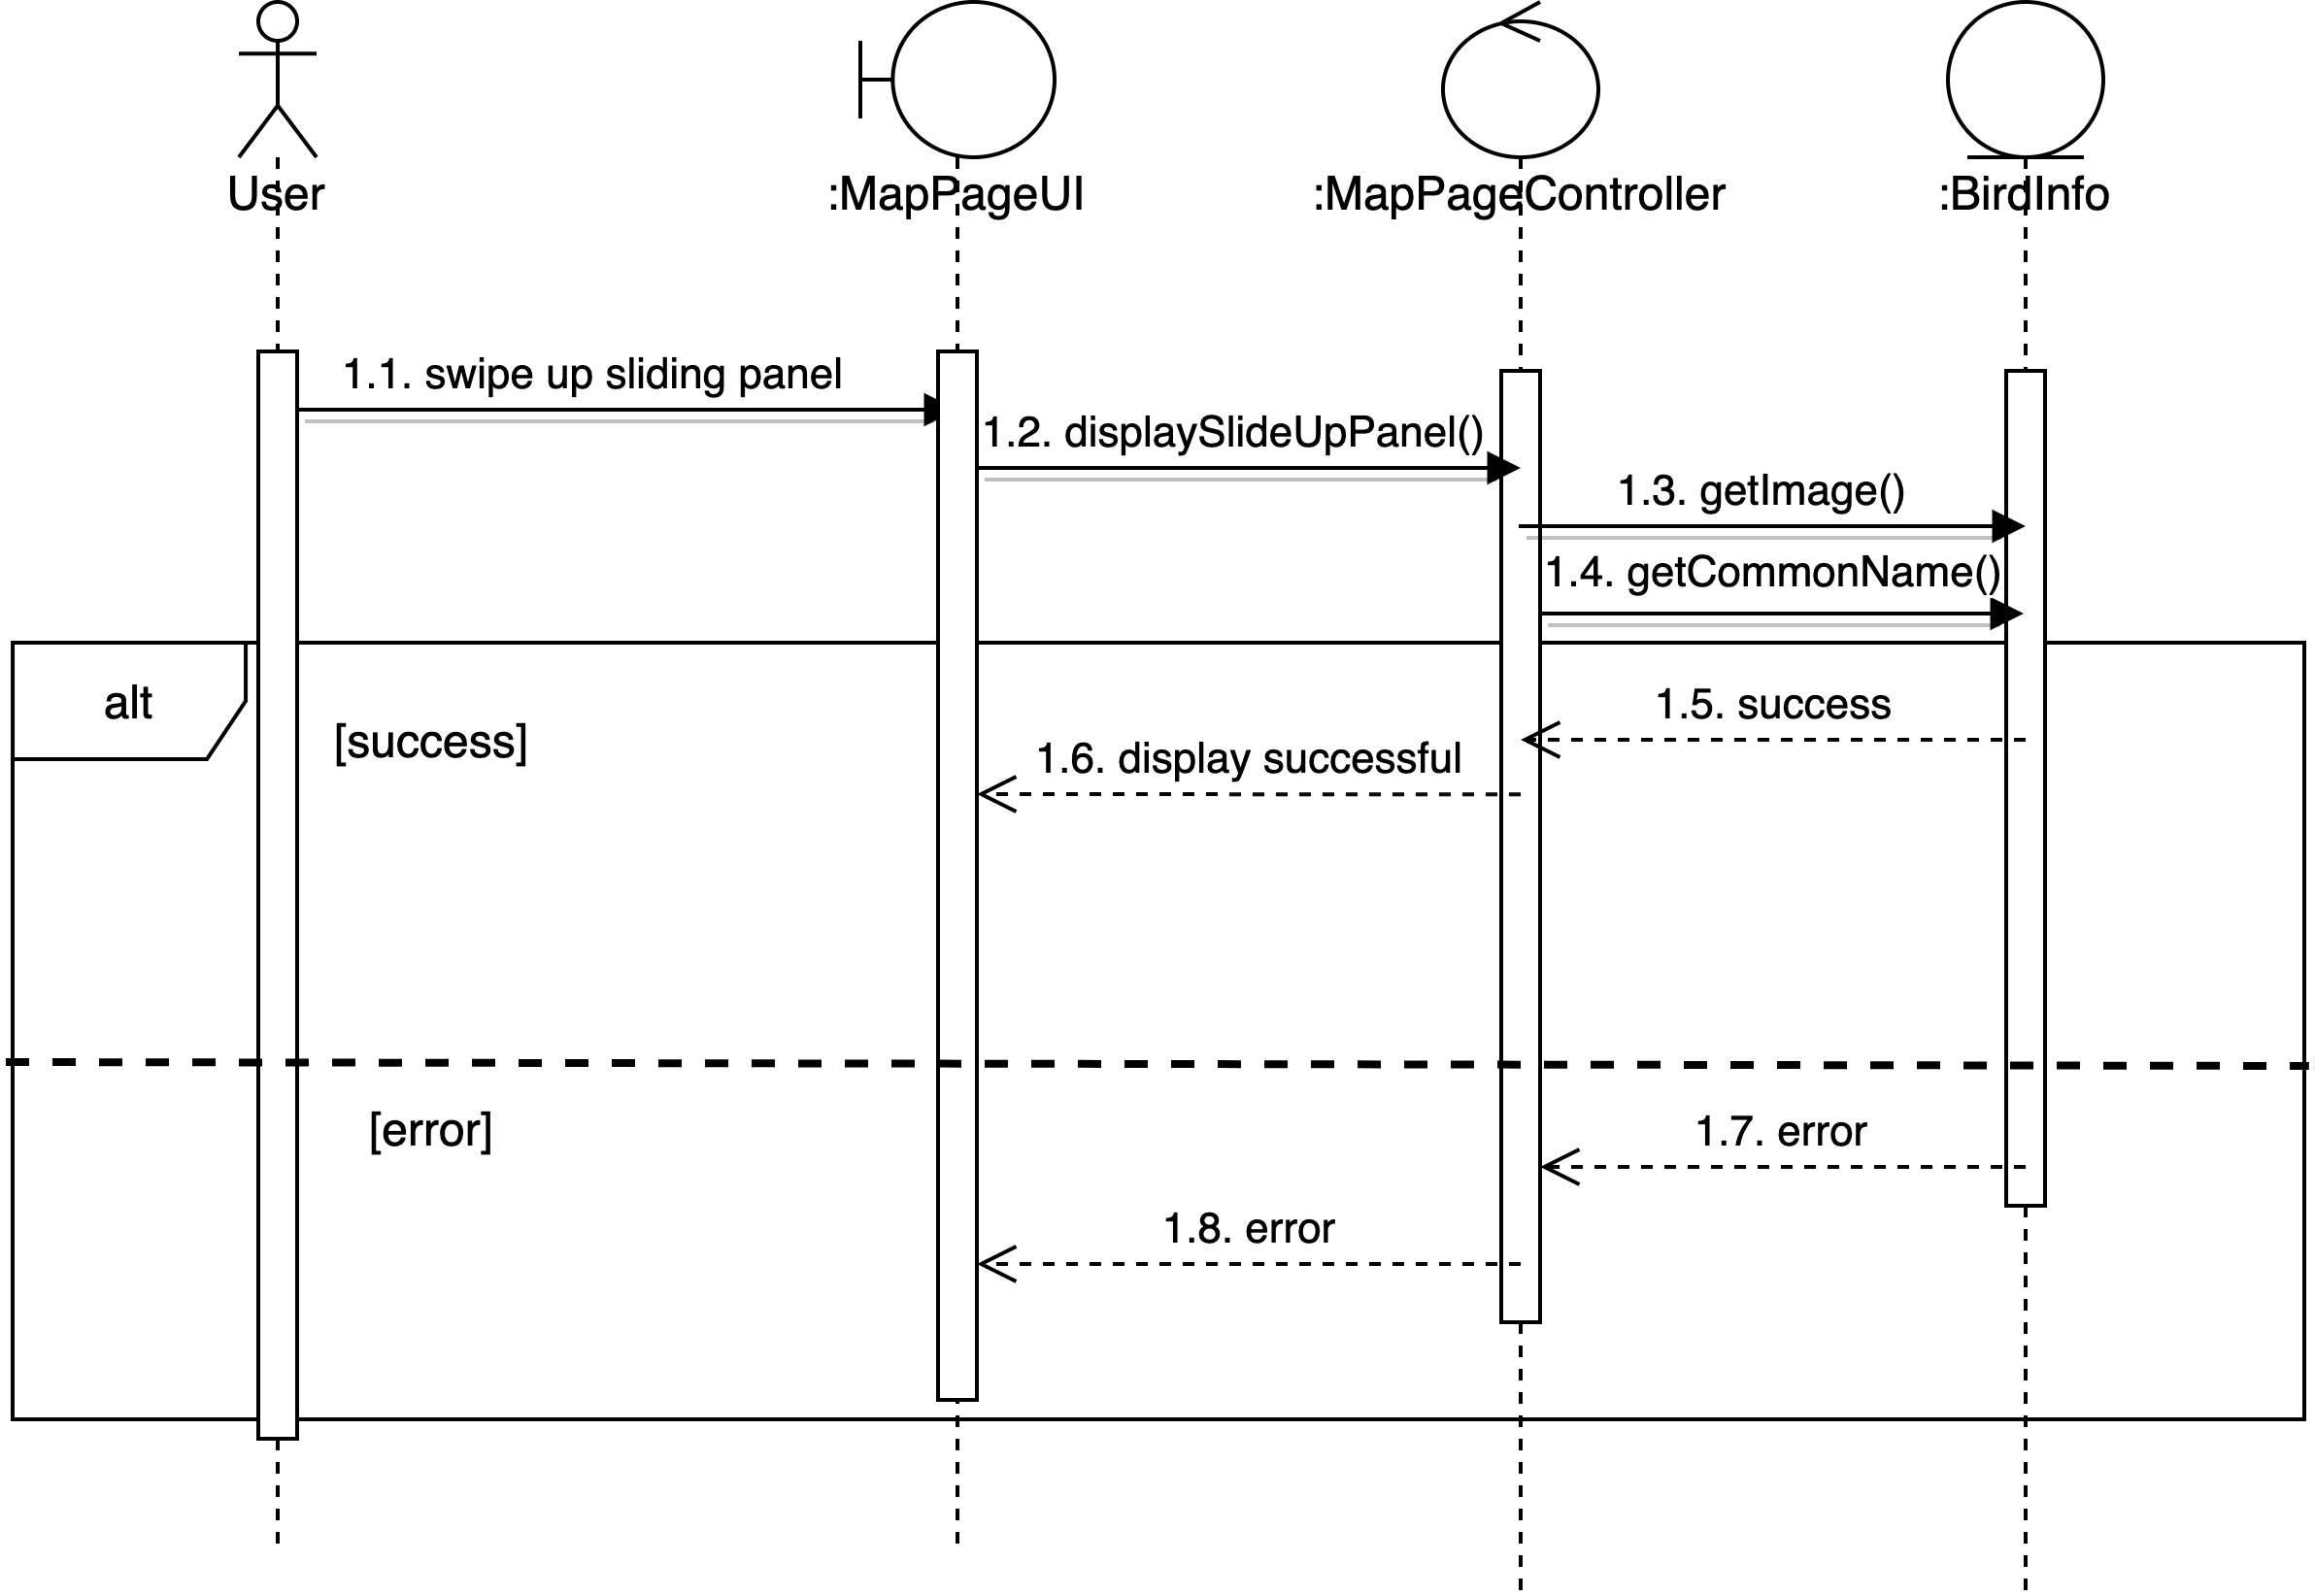 User
:MapPageUI
:MapPageController
:BirdInfo
1.1. swipe up sliding panel
1.2. displaySlideUpPanel()
1.3. getImage()
1.4. getCommonName()
alt
[success]
1.5. success
1.6. display successful
[error]
1.7. error
1.8. error